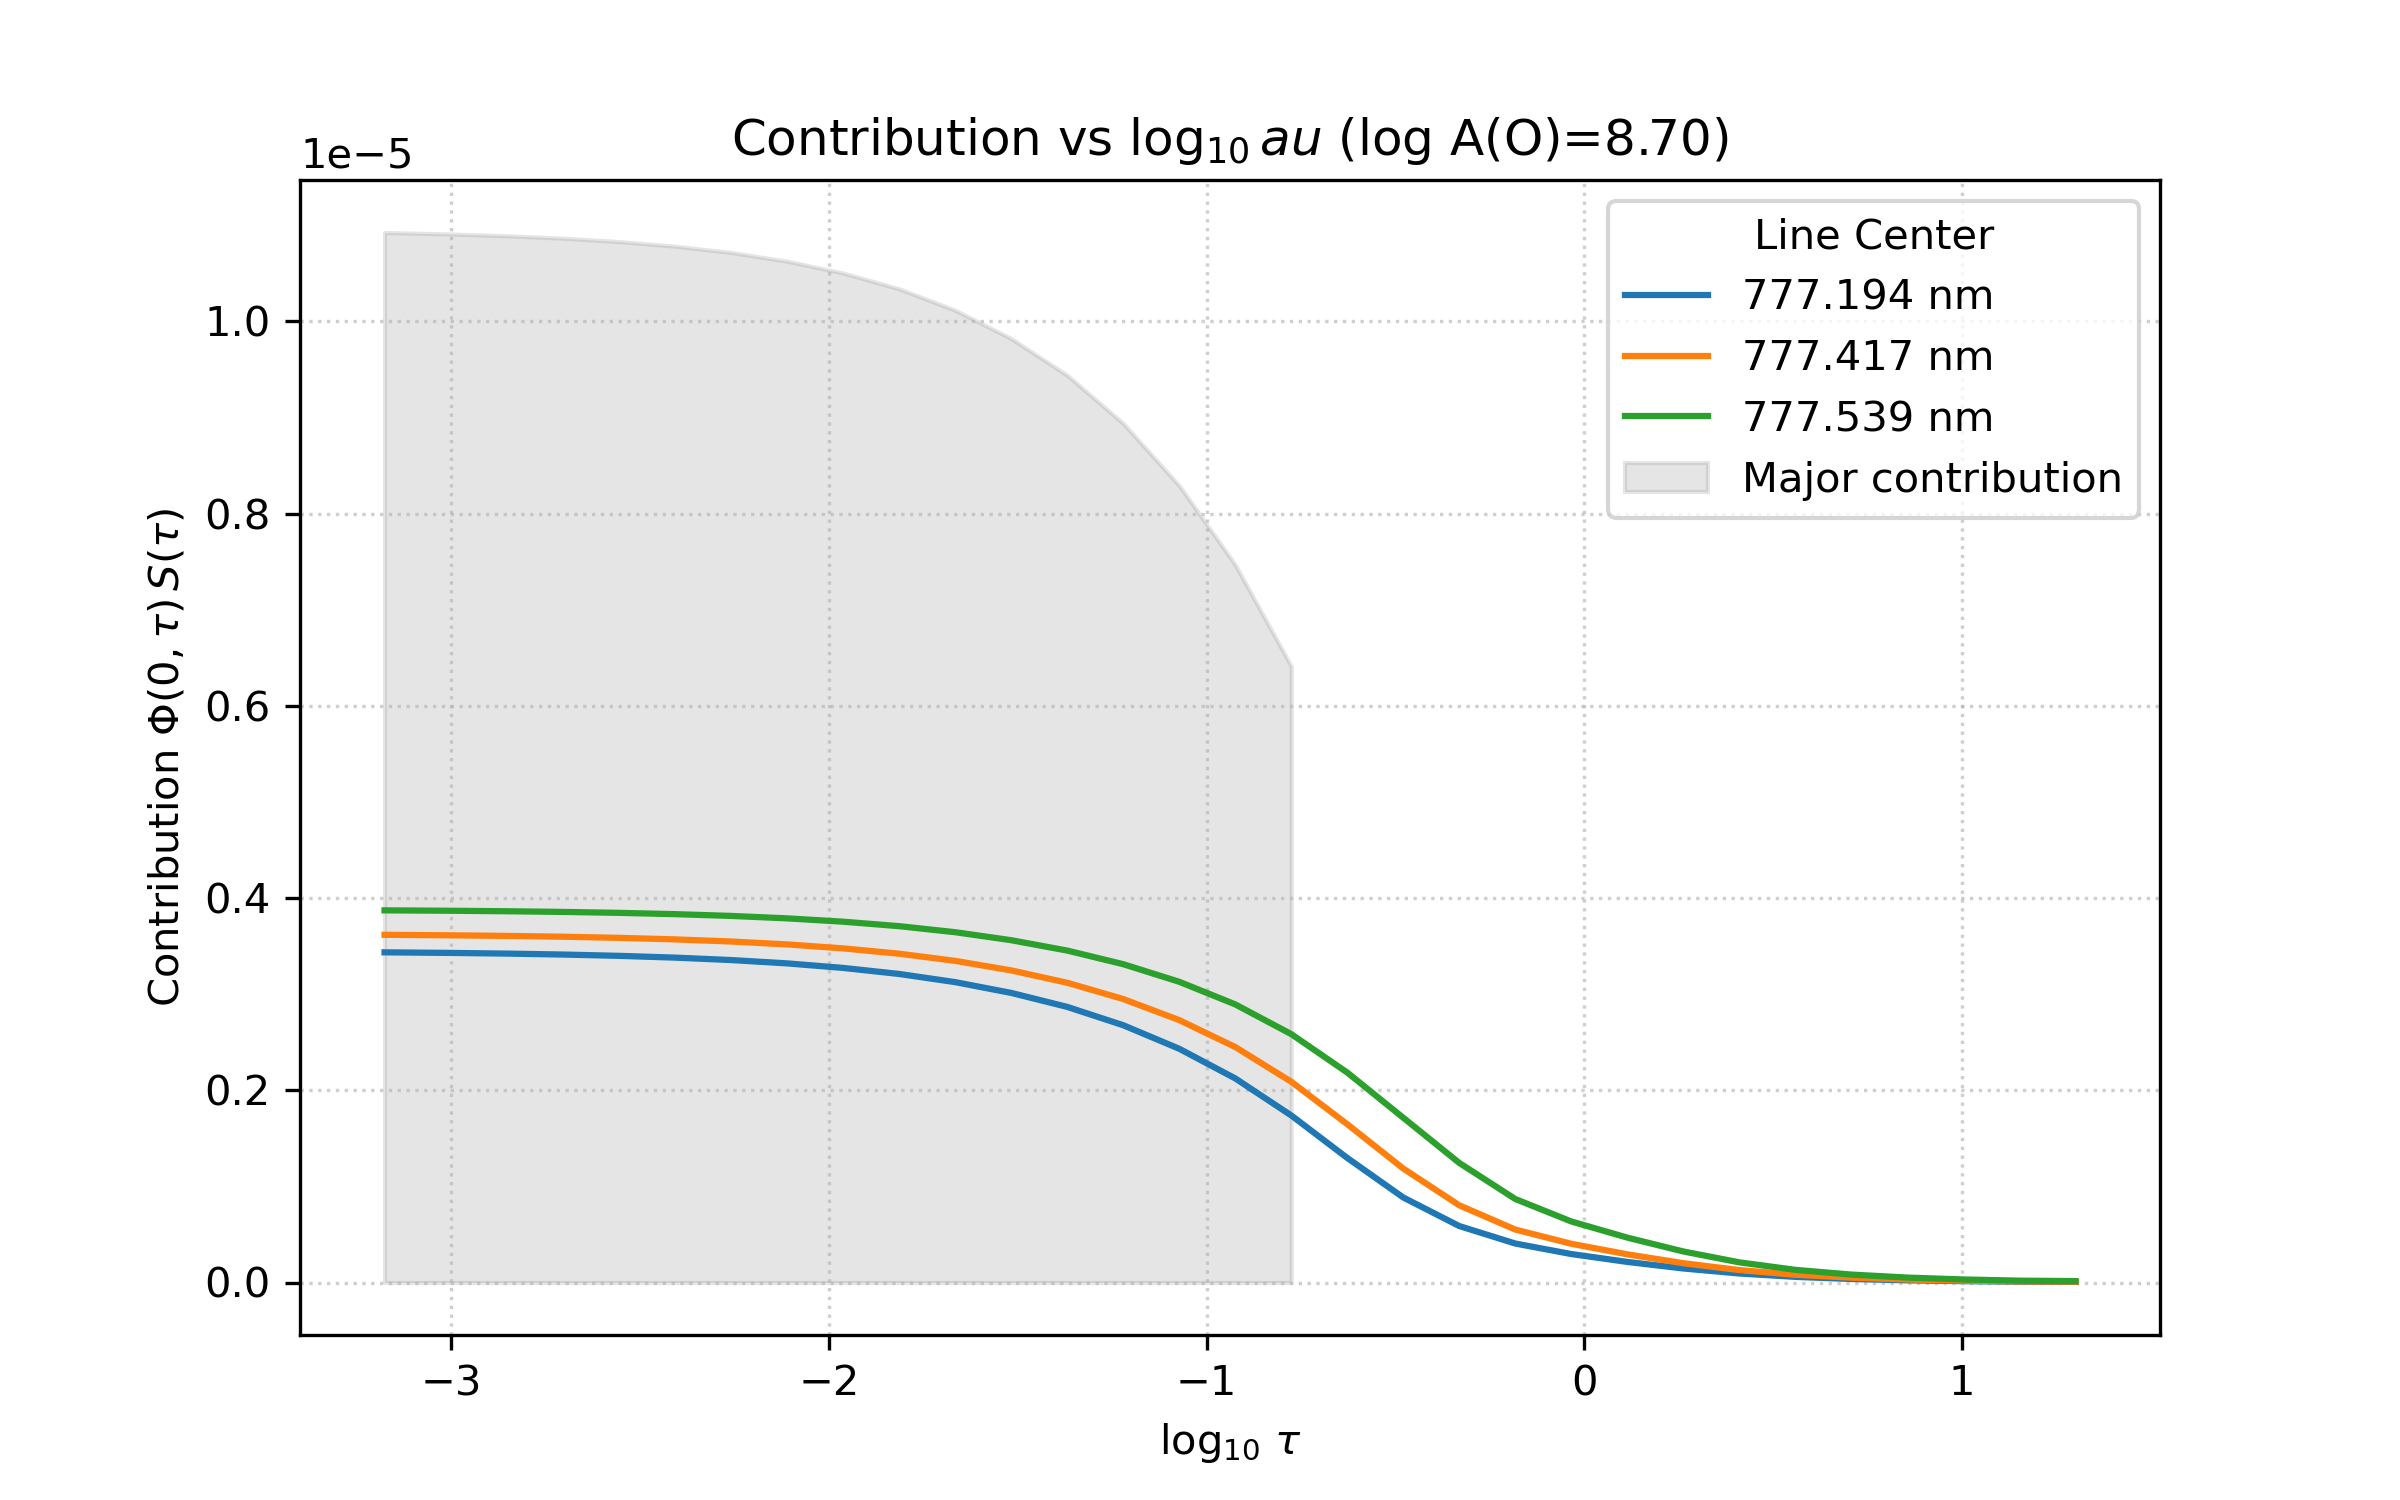 Contribution vs log₁₀ au (log A(O)=8.70)
1e−5
Line Center
777.194 nm
777.417 nm
777.539 nm
Major contribution
Contribution Φ(0, τ) S(τ)
1.0
0.8
0.6
0.4
0.2
0.0
−3 −2 −1 0 1
log₁₀ τ